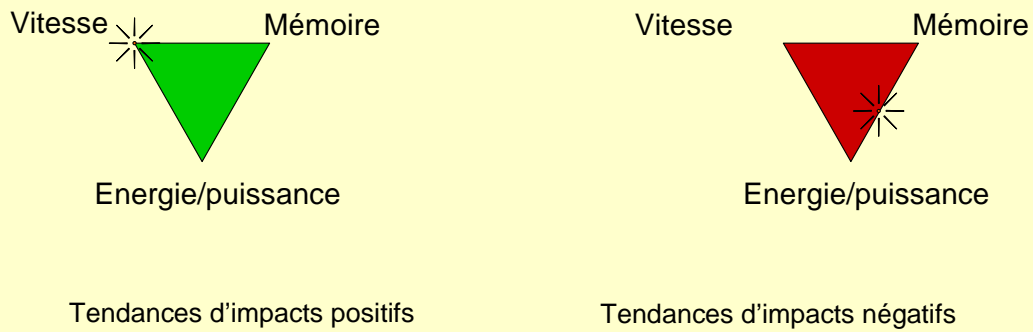 Vitesse Mémoire
Energie/puissance
Tendances d'impacts positifs
Vitesse Mémoire
Energie/puissance
Tendances d'impacts négatifs